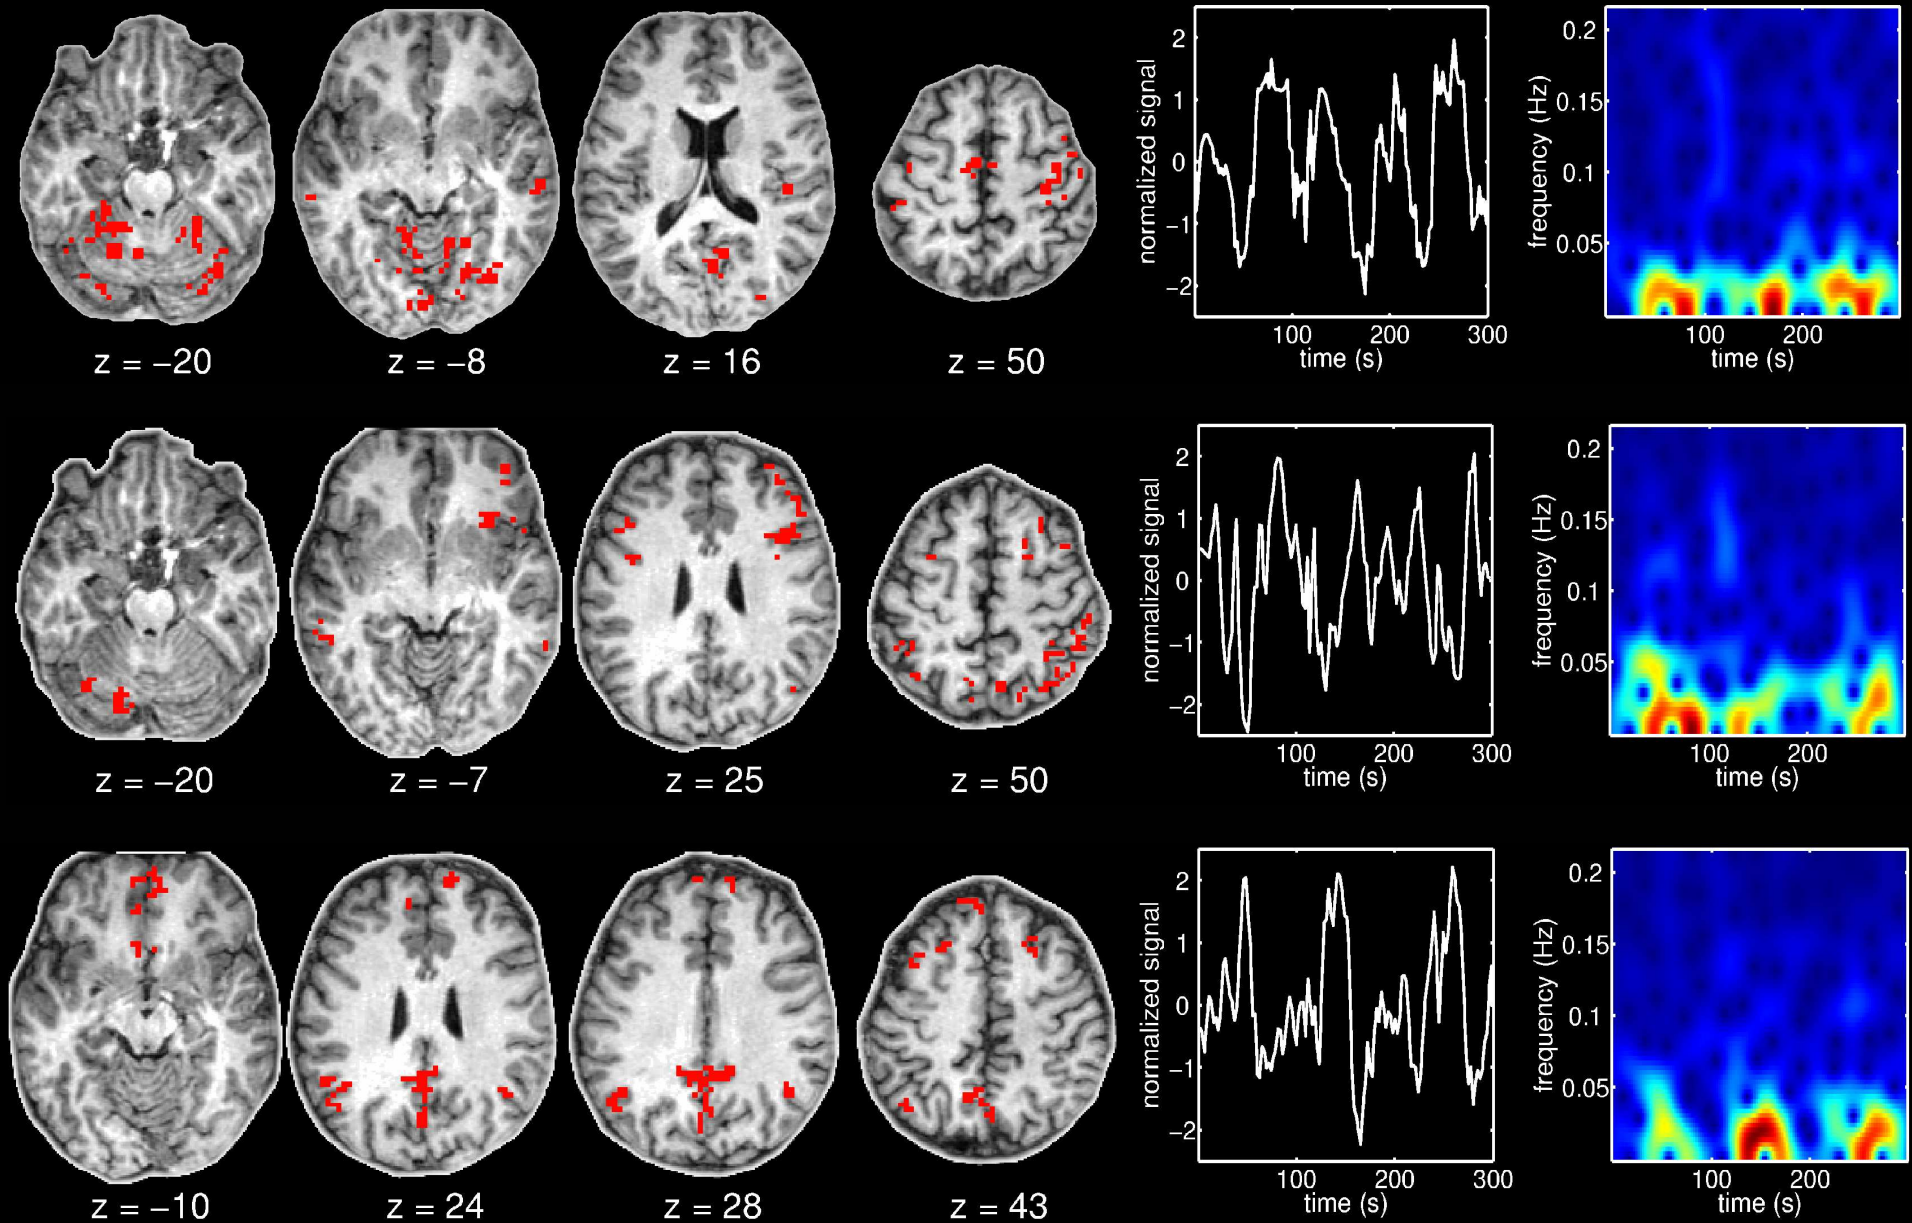 z = −20
z = −8
z = 16
z = 50
normalized signal
2
1
0
−1
−2
100
200
300
time (s)
frequency (Hz)
0.2
0.15
0.1
0.05
100
200
time (s)
z = −20
z = −7
z = 25
z = 50
normalized signal
2
1
0
−1
−2
100
200
300
time (s)
frequency (Hz)
0.2
0.15
0.1
0.05
100
200
time (s)
z = −10
z = 24
z = 28
z = 43
normalized signal
2
1
0
−1
−2
100
200
300
time (s)
frequency (Hz)
0.2
0.15
0.1
0.05
100
200
time (s)